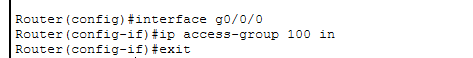 Router(config)#interface g0/0/0
Router(config-if)#ip access-group 100 in
Router(config-if)#exit